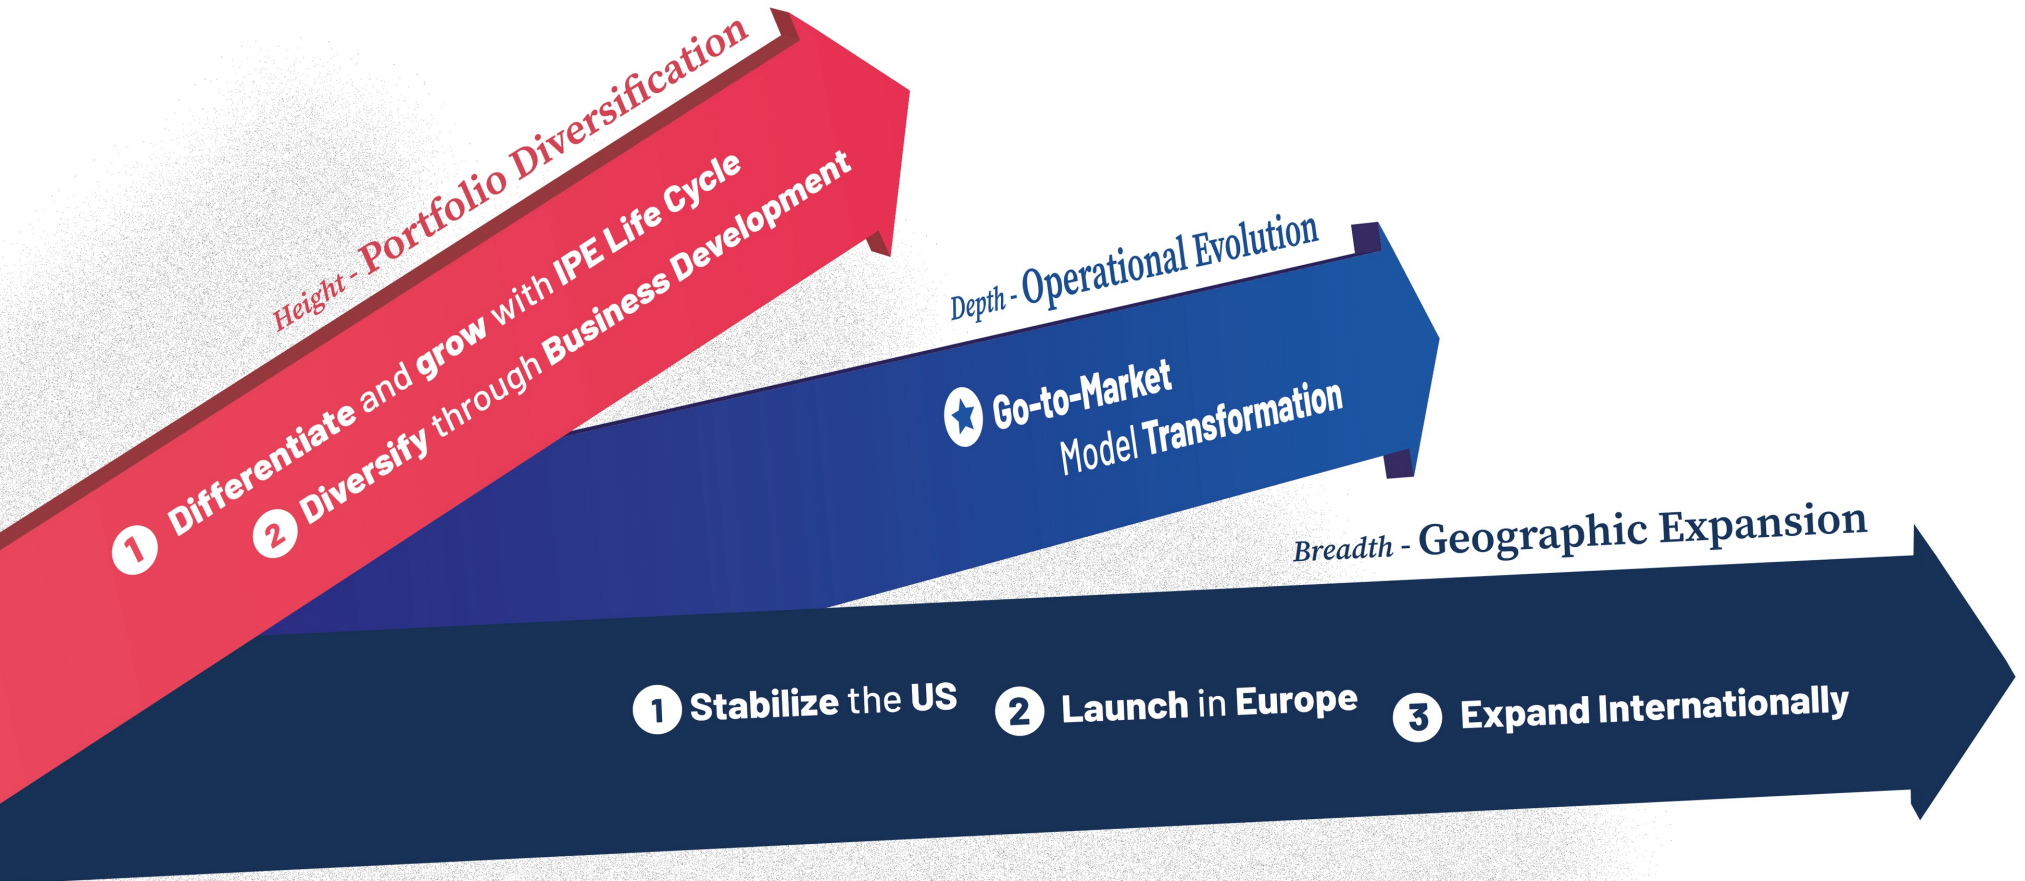 Height - Portfolio Diversification
1 Differentiate and grow with IPE Life Cycle
2 Diversify through Business Development
Depth - Operational Evolution
Go-to-Market
Model Transformation
Breadth - Geographic Expansion
1 Stabilize the US 2 Launch in Europe 3 Expand Internationally